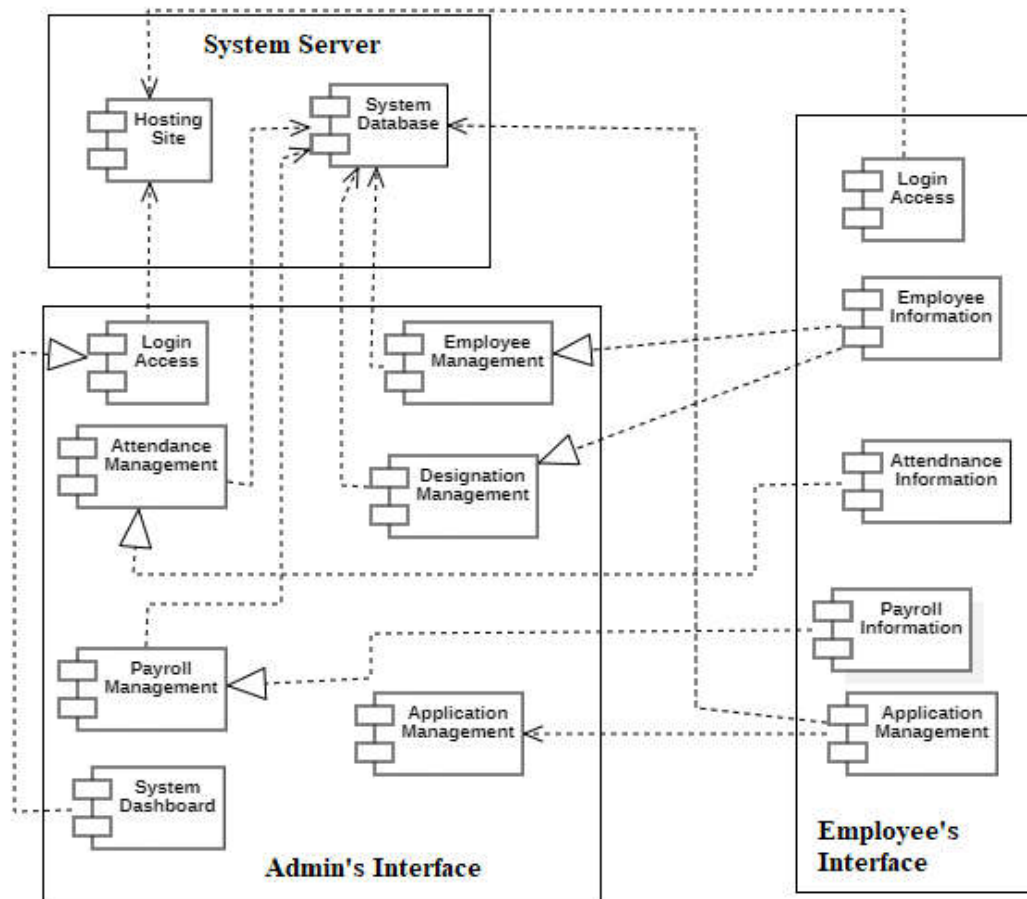 System Server
Hosting
Site
System
Database
Login
Access
Employee
Management
Attendance
Management
Designation
Management
Payroll
Management
Application
Management
System
Dashboard
Admin's Interface
Login
Access
Employee
Information
Attendnance
Information
Payroll
Information
Application
Management
Employee's
Interface